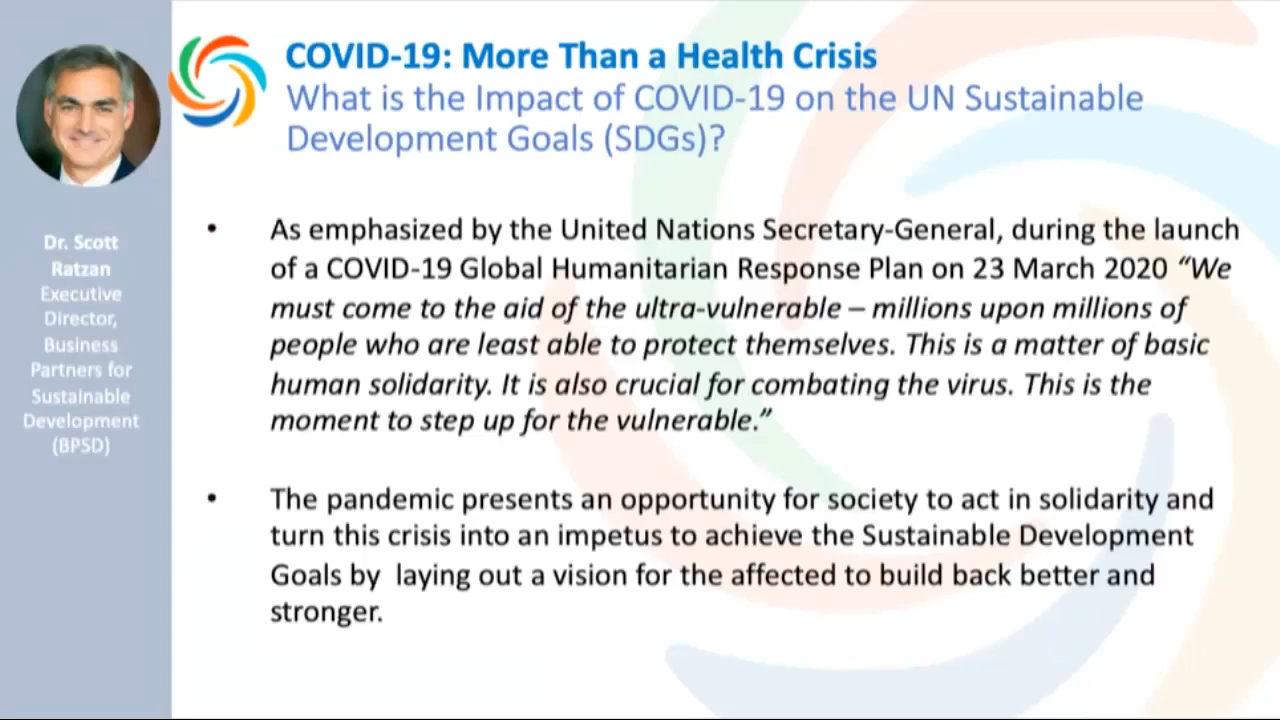 COVID-19: More Than a Health Crisis
What is the Impact of COVID-19 on the UN Sustainable
Development Goals (SDGs)?
Dr. Scott
Ratzan
Executive
Director,
Business
Partners for
Sustainable
Development
(BPSD)
• As emphasized by the United Nations Secretary-General, during the launch
of a COVID-19 Global Humanitarian Response Plan on 23 March 2020 “We
must come to the aid of the ultra-vulnerable – millions upon millions of
people who are least able to protect themselves. This is a matter of basic
human solidarity. It is also crucial for combating the virus. This is the
moment to step up for the vulnerable.”
• The pandemic presents an opportunity for society to act in solidarity and
turn this crisis into an impetus to achieve the Sustainable Development
Goals by  laying out a vision for the affected to build back better and
stronger.